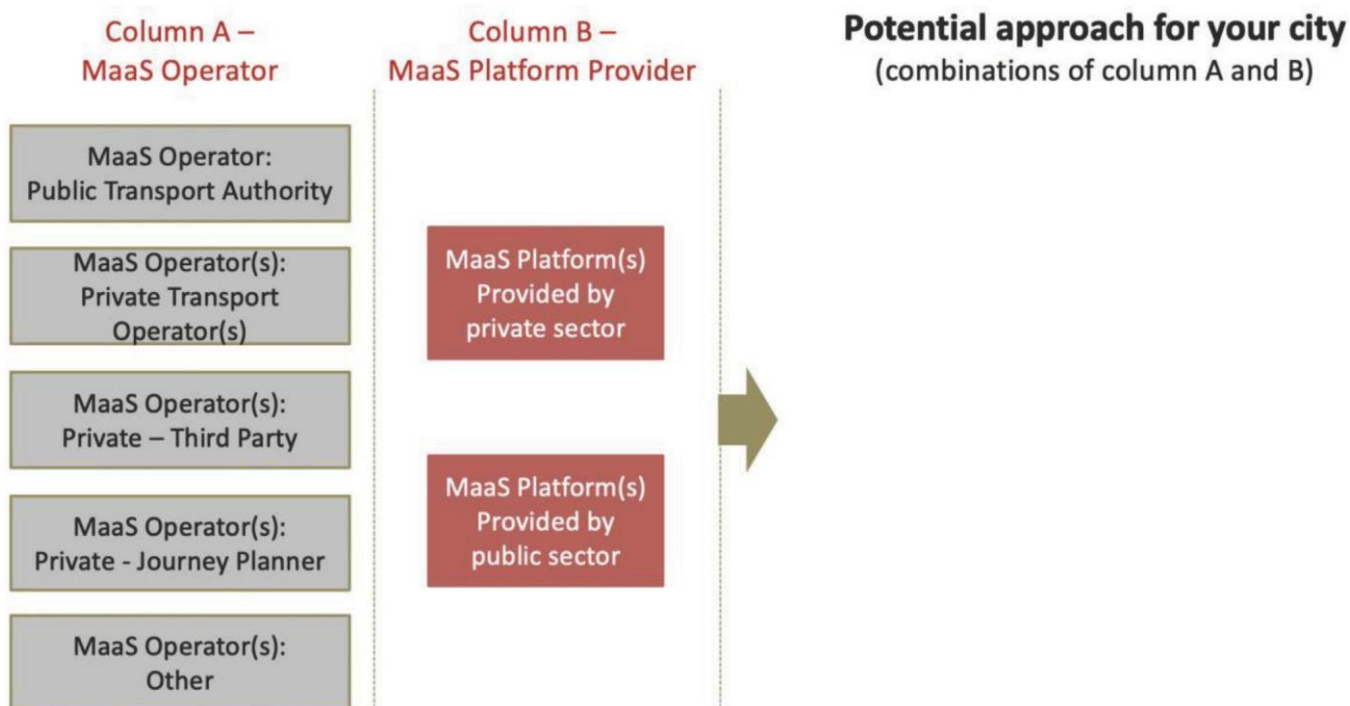 Column A –
MaaS Operator
Column B –
MaaS Platform Provider
Potential approach for your city
(combinations of column A and B)
MaaS Operator:
Public Transport Authority
MaaS Operator(s):
Private Transport
Operator(s)
MaaS Operator(s):
Private – Third Party
MaaS Operator(s):
Private - Journey Planner
MaaS Operator(s):
Other
MaaS Platform(s)
Provided by
private sector
MaaS Platform(s)
Provided by
public sector